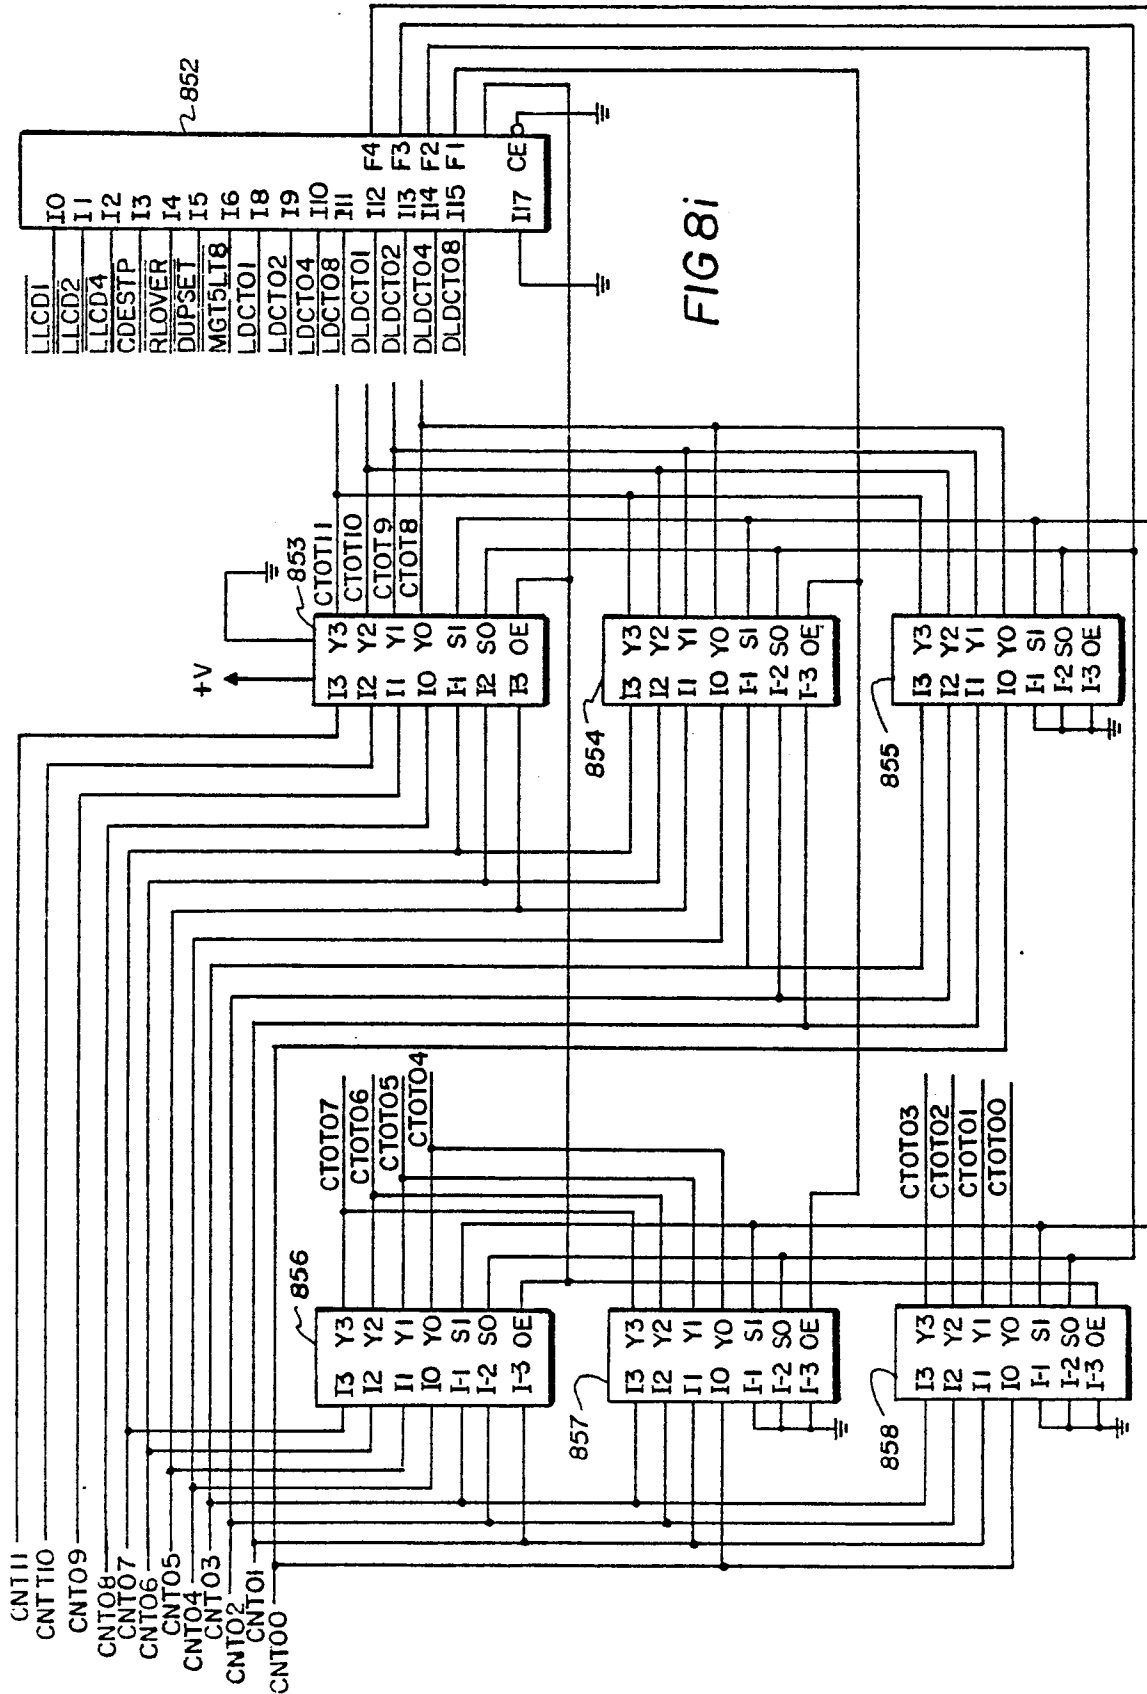 LLCD1
LLCD2
LLCD4
CDESTP
RLOVER
DUPSET
MGT5LT8
LDCT01
LDCT02
LDCT04
LDCT08
DLDCT01
DLDCT02
DLDCT04
DLDCT08
I0
I1
I2
I3
I4
I5
I6
I8
I9
I10
I11
I12 F4
I13 F3
I14 F2
I15 F1
I17 CE
852
FIG 8i
+V
853
CTOT11
CTOT10
CTOT9
CTOT8
I3 Y3
I2 Y2
I1 Y1
I0 Y0
I-1 S1
I2 S0
I3 OE
854
I3 Y3
I2 Y2
I1 Y1
I0 Y0
I-1 S1
I-2 S0
I-3 OE
855
I3 Y3
I2 Y2
I1 Y1
I0 Y0
I-1 S1
I-2 S0
I-3 OE
856
CTOT07
CTOT06
CTOT05
CTOT04
I3 Y3
I2 Y2
I1 Y1
I0 Y0
I-1 S1
I-2 S0
I-3 OE
857
I3 Y3
I2 Y2
I1 Y1
I0 Y0
I-1 S1
I-2 S0
I-3 OE
858
CTOT03
CTOT02
CTOT01
CTOT00
I3 Y3
I2 Y2
I1 Y1
I0 Y0
I-1 S1
I-2 S0
I-3 OE
CNT11
CNTT10
CNT09
CNT08
CNT07
CNT06
CNT05
CNT04
CNT03
CNT02
CNT01
CNT00